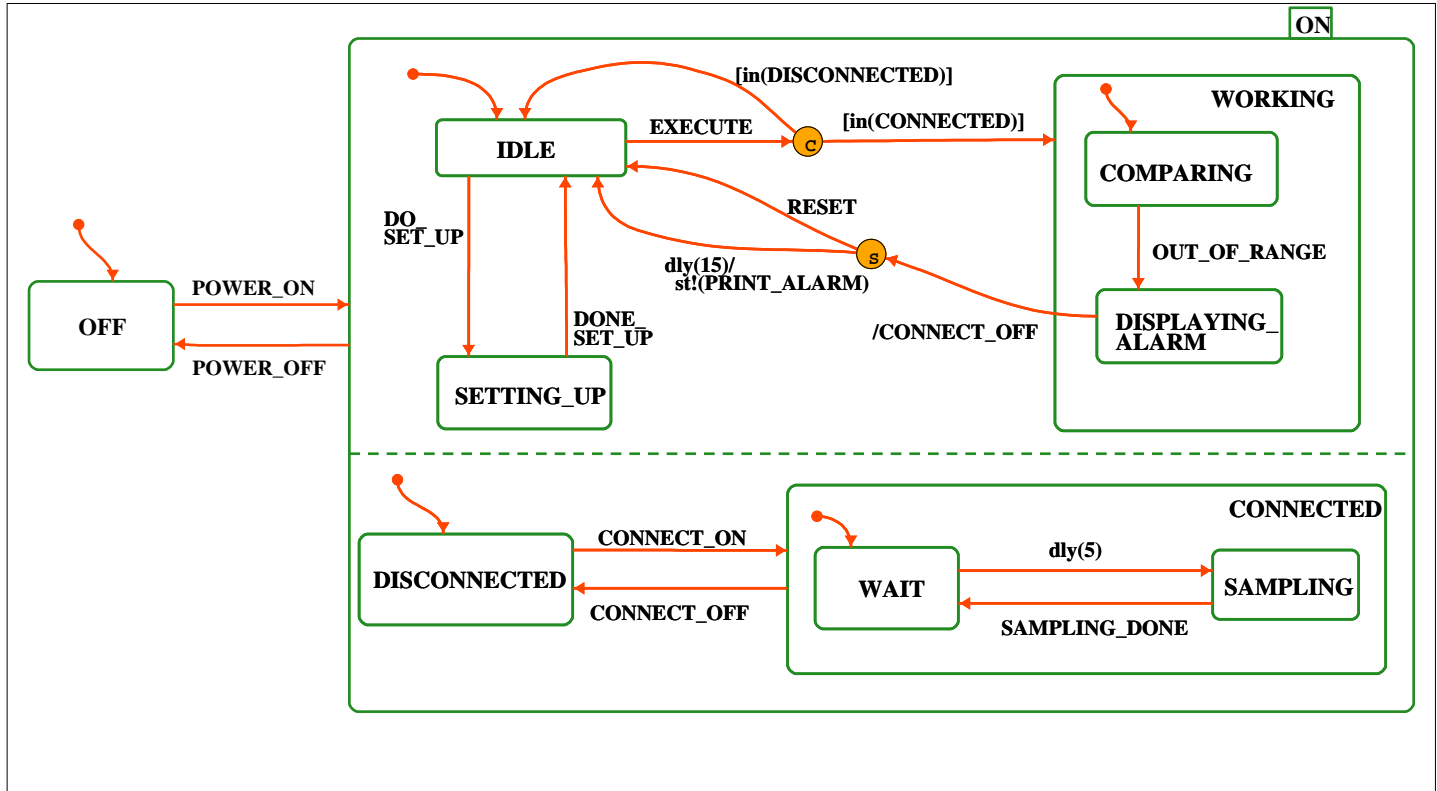 ON
[in(DISCONNECTED)]
WORKING
EXECUTE
[in(CONNECTED)]
C
IDLE
COMPARING
RESET
DO_
SET_UP
OUT_OF_RANGE
S
dly(15)/
st!(PRINT_ALARM)
POWER_ON
OFF
DONE_
SET_UP
/CONNECT_OFF
DISPLAYING_
ALARM
POWER_OFF
SETTING_UP
CONNECTED
CONNECT_ON
dly(5)
DISCONNECTED
WAIT
SAMPLING
CONNECT_OFF
SAMPLING_DONE